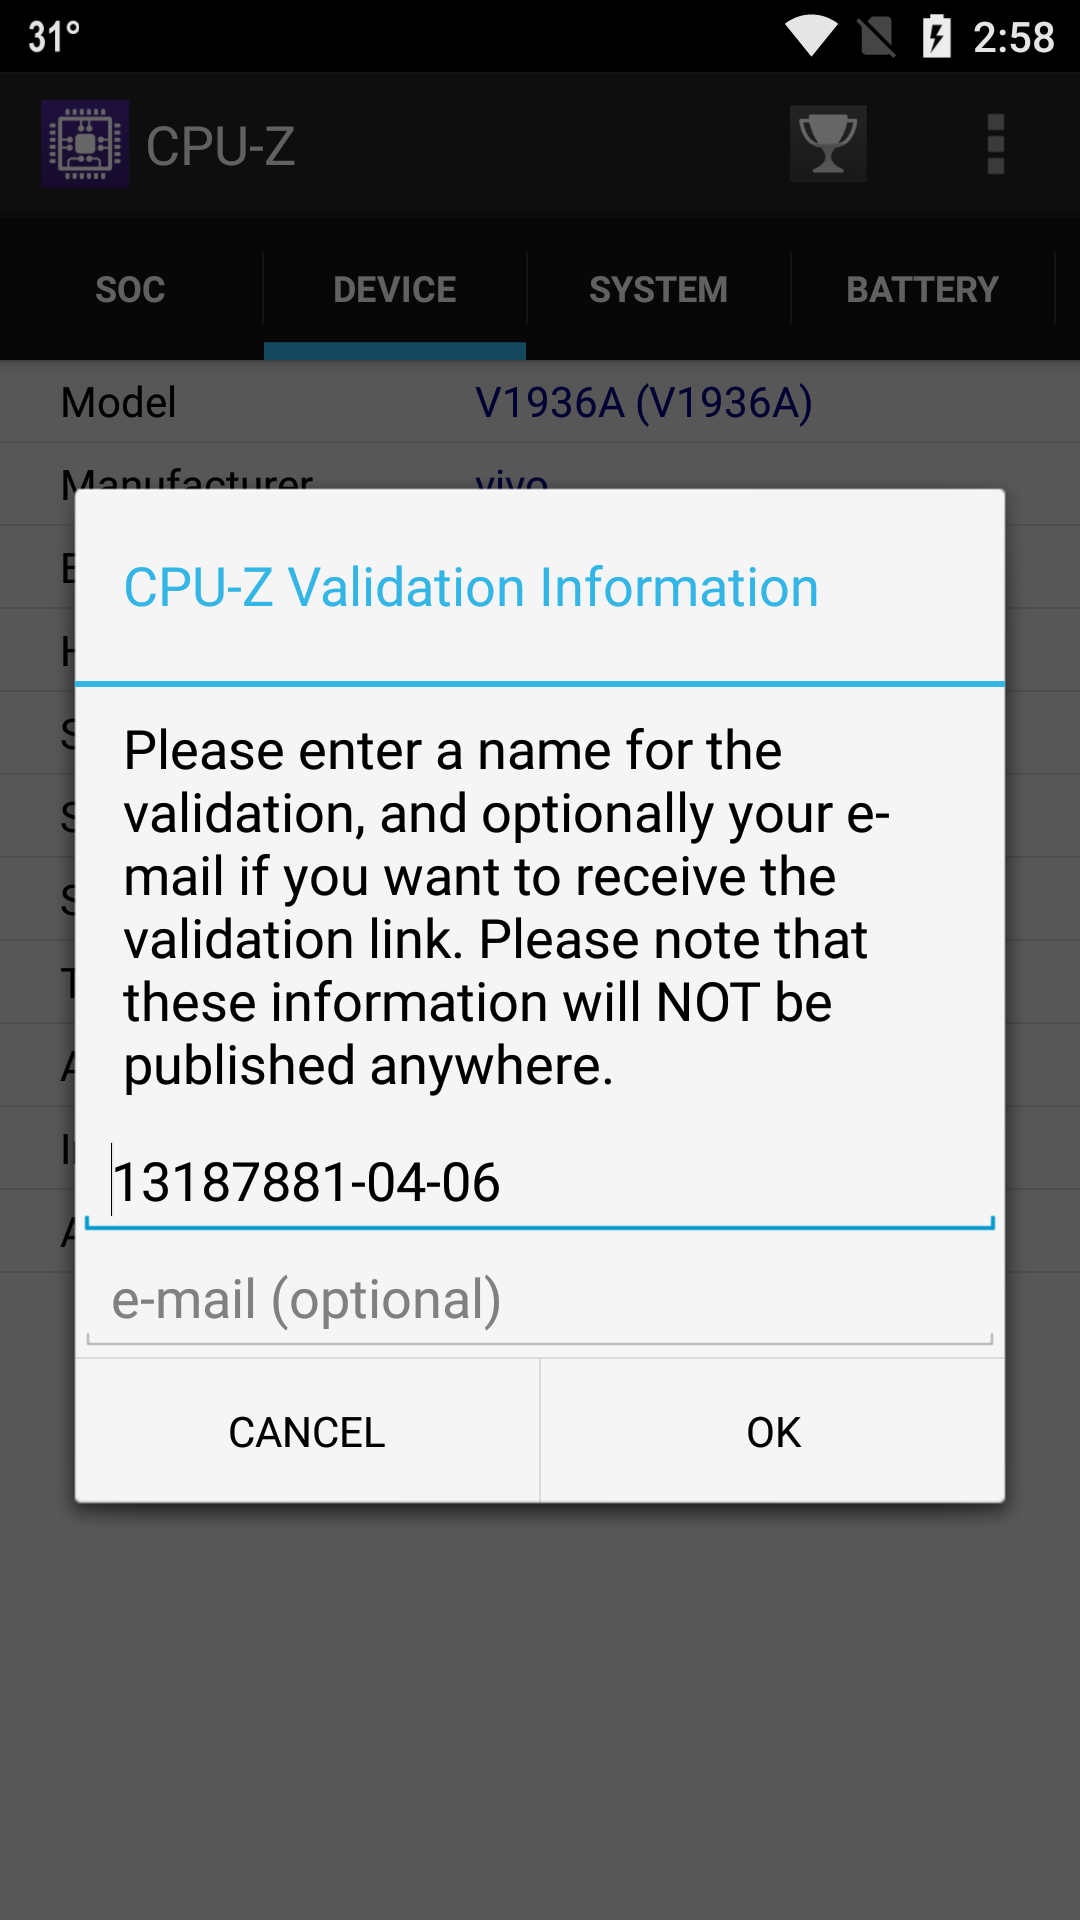 31°
2:58
CPU-Z
SOC
DEVICE
SYSTEM
BATTERY
Model
V1936A (V1936A)
Manufacturer
vivo
CPU-Z Validation Information
Please enter a name for the
validation, and optionally your e-
mail if you want to receive the
validation link. Please note that
these information will NOT be
published anywhere.
13187881-04-06
e-mail (optional)
CANCEL
OK